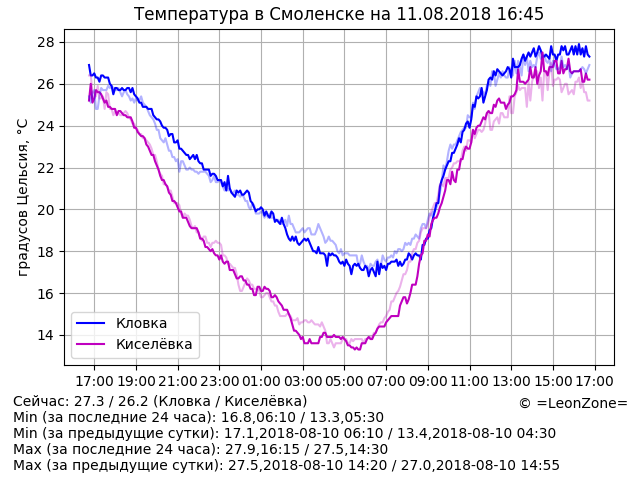 Температура в Смоленске на 11.08.2018 16:45
градусов Цельсия, °C
28
26
24
22
20
18
16
14
Кловка
Киселёвка
17:00 19:00 21:00 23:00 01:00 03:00 05:00 07:00 09:00 11:00 13:00 15:00 17:00
Сейчас: 27.3 / 26.2 (Кловка / Киселёвка)
© =LeonZone=
Min (за последние 24 часа): 16.8,06:10 / 13.3,05:30
Min (за предыдущие сутки): 17.1,2018-08-10 06:10 / 13.4,2018-08-10 04:30
Max (за последние 24 часа): 27.9,16:15 / 27.5,14:30
Max (за предыдущие сутки): 27.5,2018-08-10 14:20 / 27.0,2018-08-10 14:55